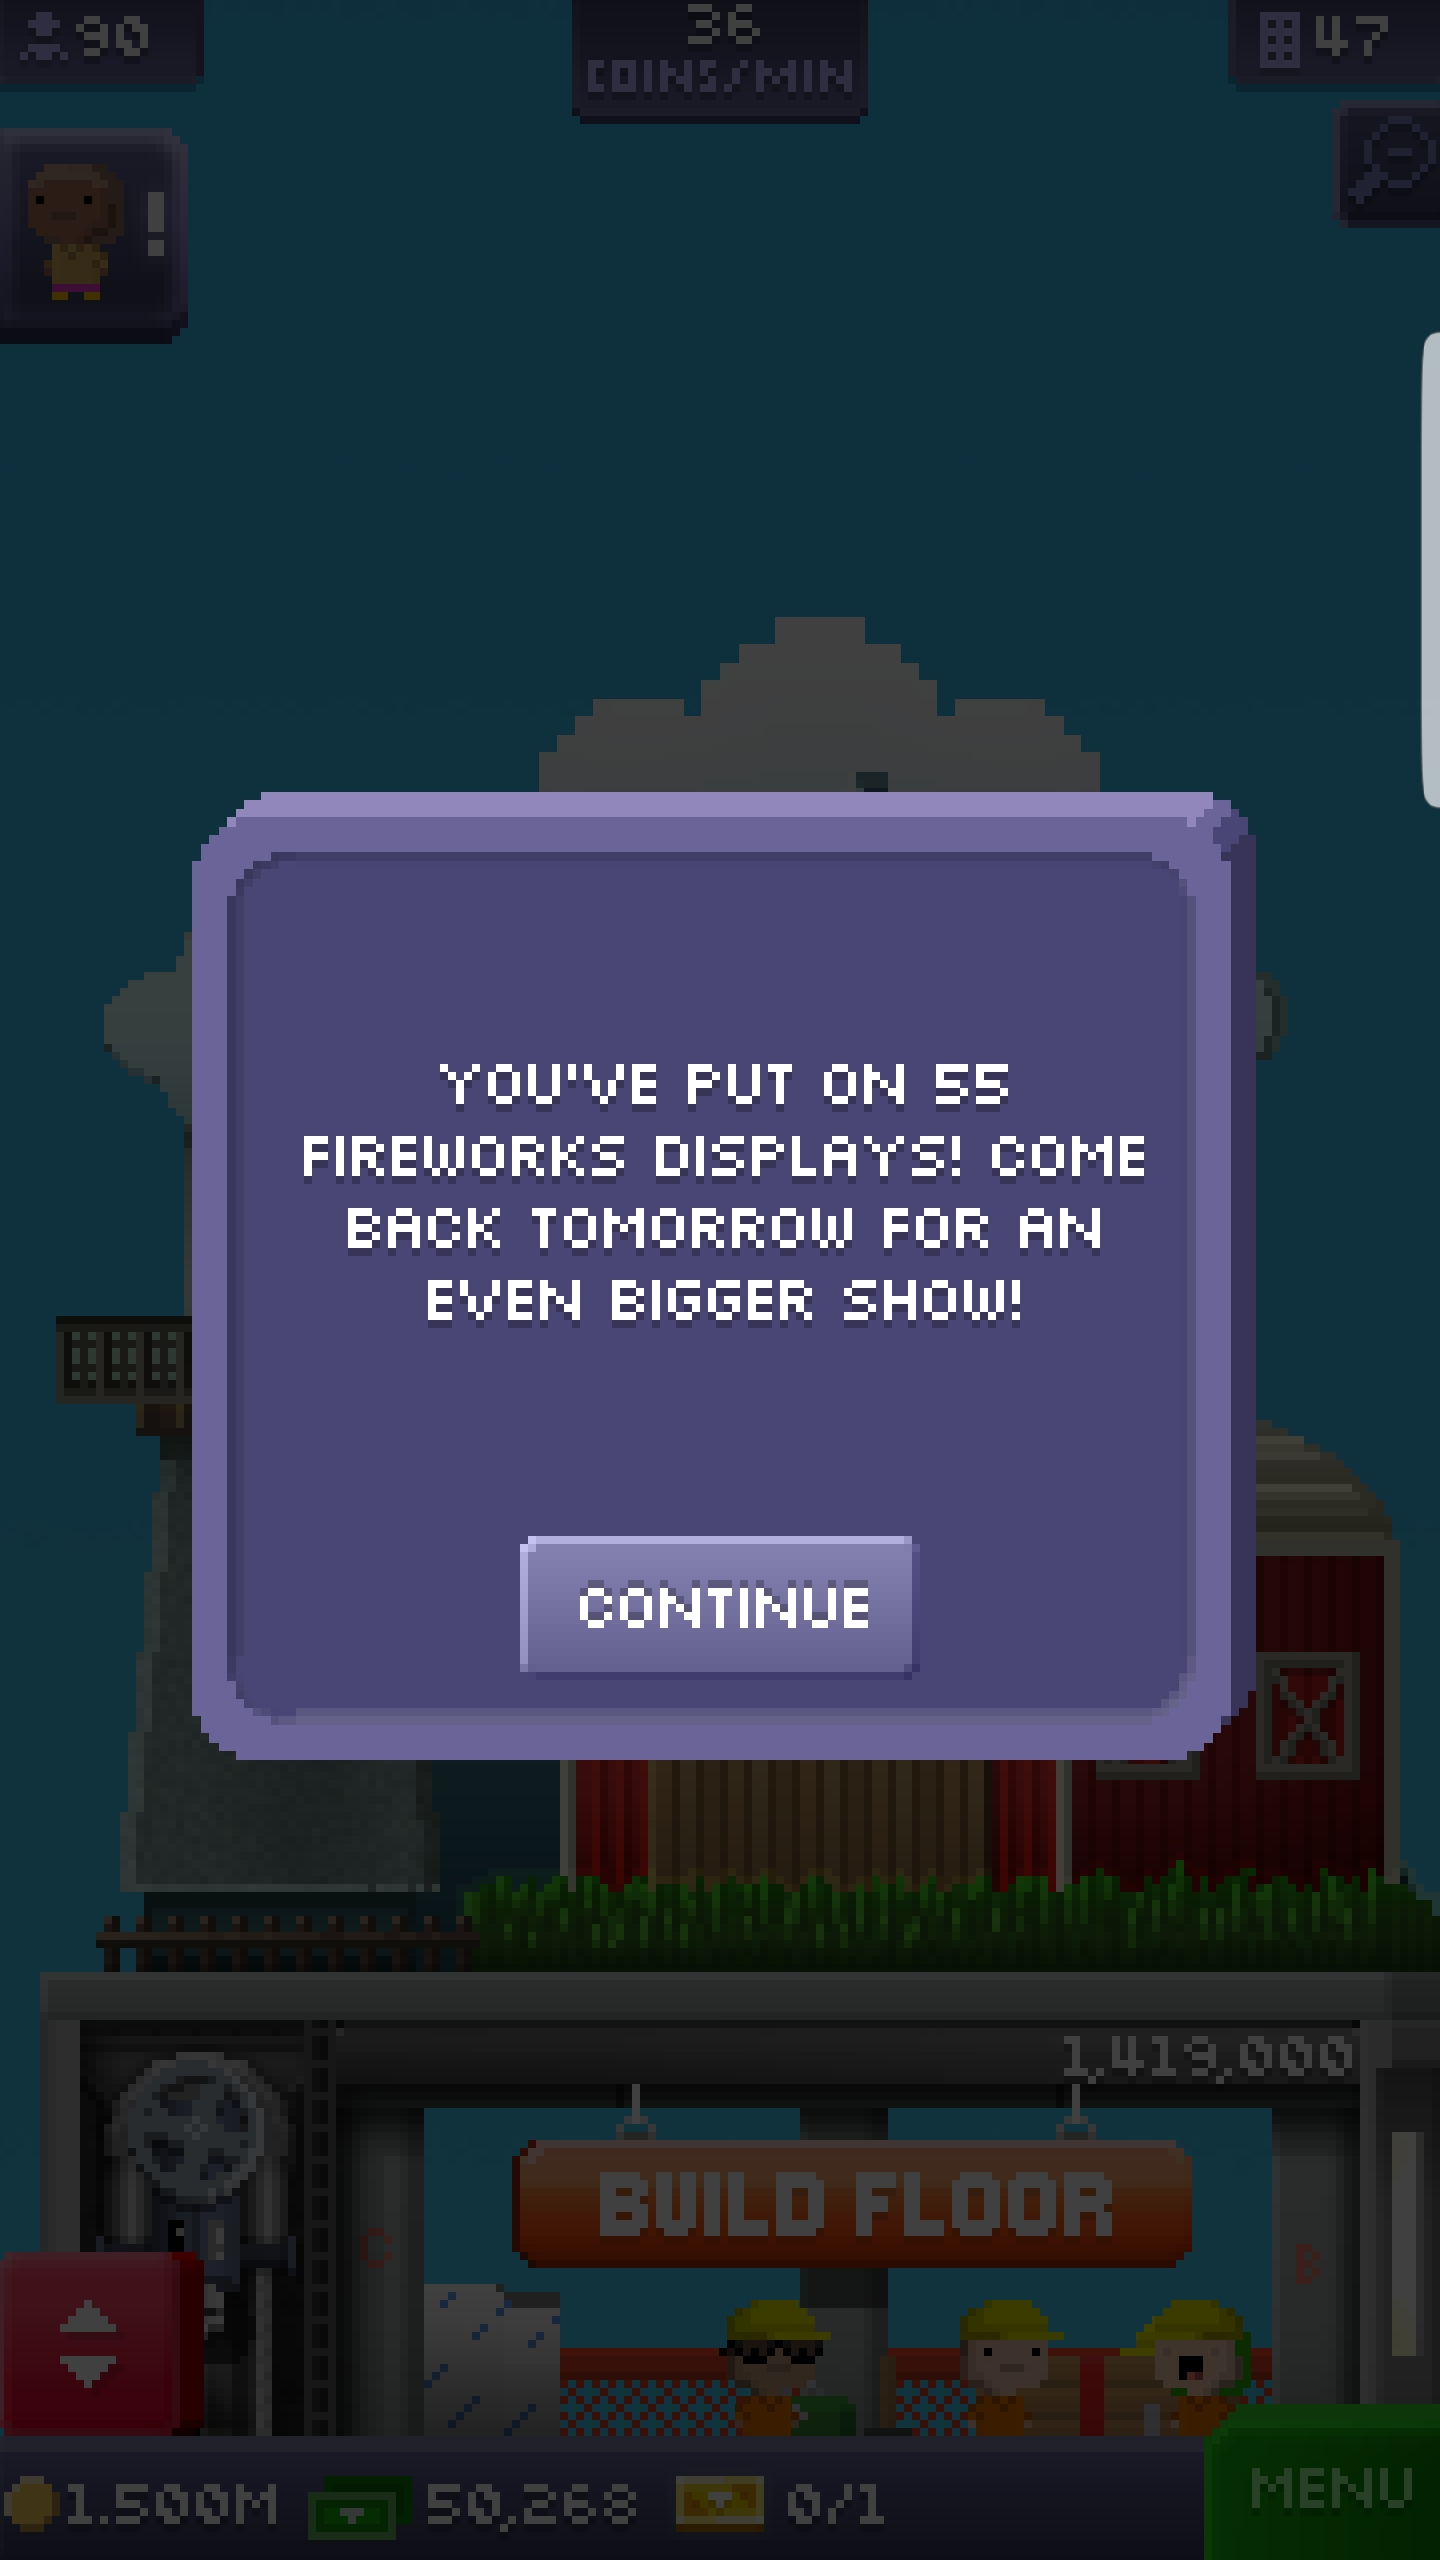 90
36
COINS/MIN
47
!
YOU'VE PUT ON 55
FIREWORKS DISPLAYS! COME
BACK TOMORROW FOR AN
EVEN BIGGER SHOW!
CONTINUE
1,419,000
BUILD FLOOR
C
B
1.500M 50,268 0/1
MENU